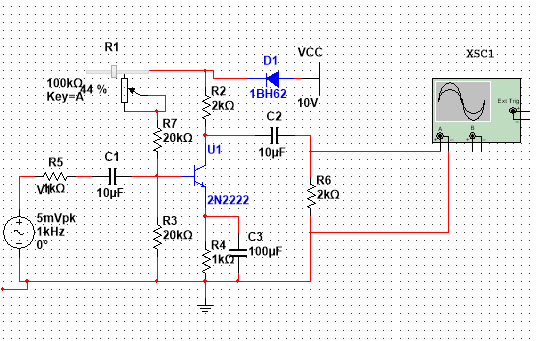 R1
100kΩ
Key=A
44 %
D1
1BH62
VCC
10V
XSC1
Ext Trig
A
B
R2
2kΩ
C2
10µF
R7
20kΩ
U1
2N2222
R5
1kΩ
C1
10µF
R6
2kΩ
5mVpk
1kHz
0°
R3
20kΩ
R4
1kΩ
C3
100µF